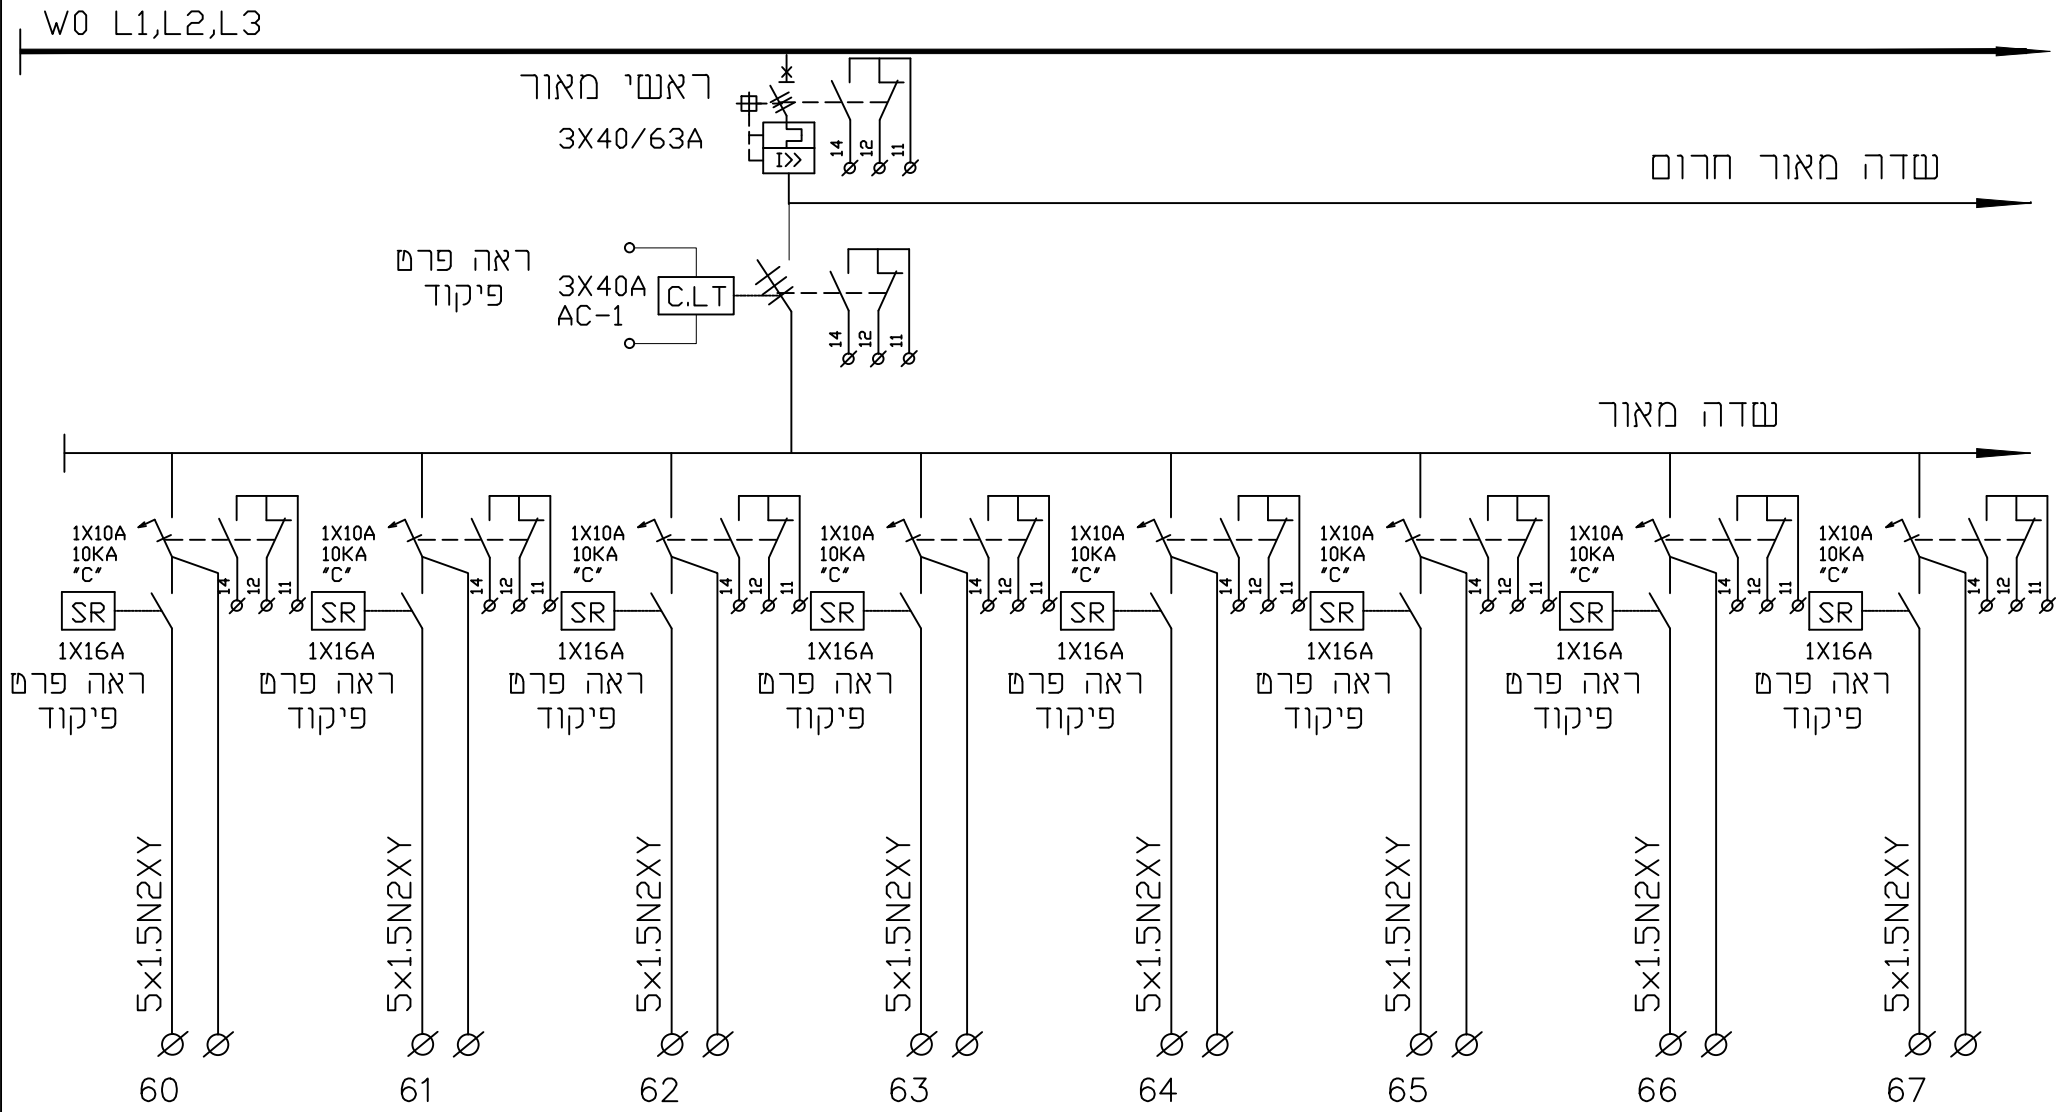 W0 L1,L2,L3
ראשי מאור
3X40/63A
I>>
14 12 11
שדה מאור חרום
ראה פרט
פיקוד
3X40A
AC-1
C.LT
14 12 11
שדה מאור
1X10A 1X10A 1X10A 1X10A 1X10A 1X10A 1X10A 1X10A
10KA 10KA 10KA 10KA 10KA 10KA 10KA 10KA
"C" "C" "C" "C" "C" "C" "C" "C"
14 12 11 14 12 11 14 12 11 14 12 11 14 12 11 14 12 11 14 12 11 14 12 11
SR SR SR SR SR SR SR SR
1X16A 1X16A 1X16A 1X16A 1X16A 1X16A 1X16A 1X16A
ראה פרט ראה פרט ראה פרט ראה פרט ראה פרט ראה פרט ראה פרט ראה פרט
פיקוד פיקוד פיקוד פיקוד פיקוד פיקוד פיקוד פיקוד
5x1.5N2XY 5x1.5N2XY 5x1.5N2XY 5x1.5N2XY 5x1.5N2XY 5x1.5N2XY 5x1.5N2XY 5x1.5N2XY
60 61 62 63 64 65 66 67